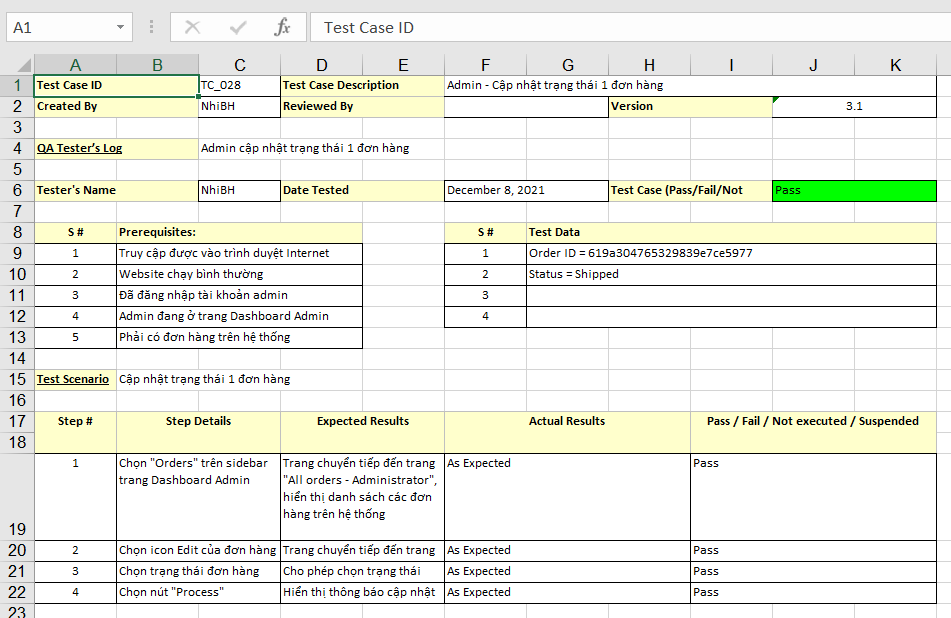 A1 fx Test Case ID
A B C D E F G H I J K
1 Test Case ID TC_028 Test Case Description Admin - Cập nhật trạng thái 1 đơn hàng
2 Created By NhiBH Reviewed By Version 3.1
3
4 QA Tester’s Log Admin cập nhật trạng thái 1 đơn hàng
5
6 Tester's Name NhiBH Date Tested December 8, 2021 Test Case (Pass/Fail/Not Pass
7
8 S # Prerequisites: S # Test Data
9 1 Truy cập được vào trình duyệt Internet 1 Order ID = 619a304765329839e7ce5977
10 2 Website chạy bình thường 2 Status = Shipped
11 3 Đã đăng nhập tài khoản admin 3
12 4 Admin đang ở trang Dashboard Admin 4
13 5 Phải có đơn hàng trên hệ thống
14
15 Test Scenario Cập nhật trạng thái 1 đơn hàng
16
17 Step # Step Details Expected Results Actual Results Pass / Fail / Not executed / Suspended
18
1 Chọn "Orders" trên sidebar Trang chuyển tiếp đến trang As Expected Pass
trang Dashboard Admin "All orders - Administrator",
hiển thị danh sách các đơn
hàng trên hệ thống
19
20 2 Chọn icon Edit của đơn hàng Trang chuyển tiếp đến trang As Expected Pass
21 3 Chọn trạng thái đơn hàng Cho phép chọn trạng thái As Expected Pass
22 4 Chọn nút "Process" Hiển thị thông báo cập nhật As Expected Pass
23